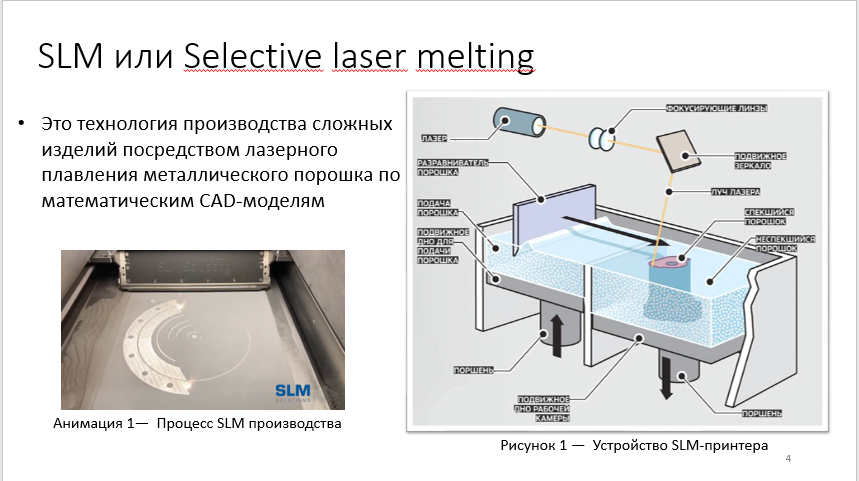 SLM или Selective laser melting
• Это технология производства сложных
изделий посредством лазерного
плавления металлического порошка по
математическим CAD-моделям
SLM
SOLUTIONS
Анимация 1— Процесс SLM производства
ЛАЗЕР
ФОКУСИРУЮЩИЕ ЛИНЗЫ
РАЗРАВНИВАТЕЛЬ
ПОРОШКА
ПОДВИЖНОЕ
ЗЕРКАЛО
ЛУЧ ЛАЗЕРА
ПОДАЧА
ПОРОШКА
СПЕКШИЙСЯ
ПОРОШОК
ПОДВИЖНОЕ
ДНО ДЛЯ
ПОДАЧИ
ПОРОШКА
НЕСПЕКШИЙСЯ
ПОРОШОК
ПОРШЕНЬ
ПОДВИЖНОЕ
ДНО РАБОЧЕЙ
КАМЕРЫ
ПОРШЕНЬ
Рисунок 1 — Устройство SLM-принтера
4